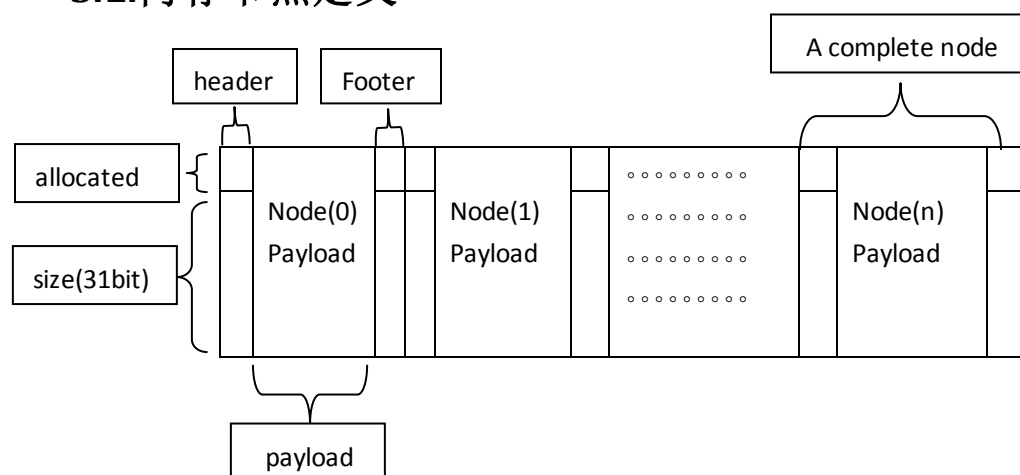 A complete node
header
Footer
allocated
size(31bit)
Node(0)
Payload
Node(1)
Payload
。。。。。。。。。
。。。。。。。。。
。。。。。。。。。
。。。。。。。。。
Node(n)
Payload
payload